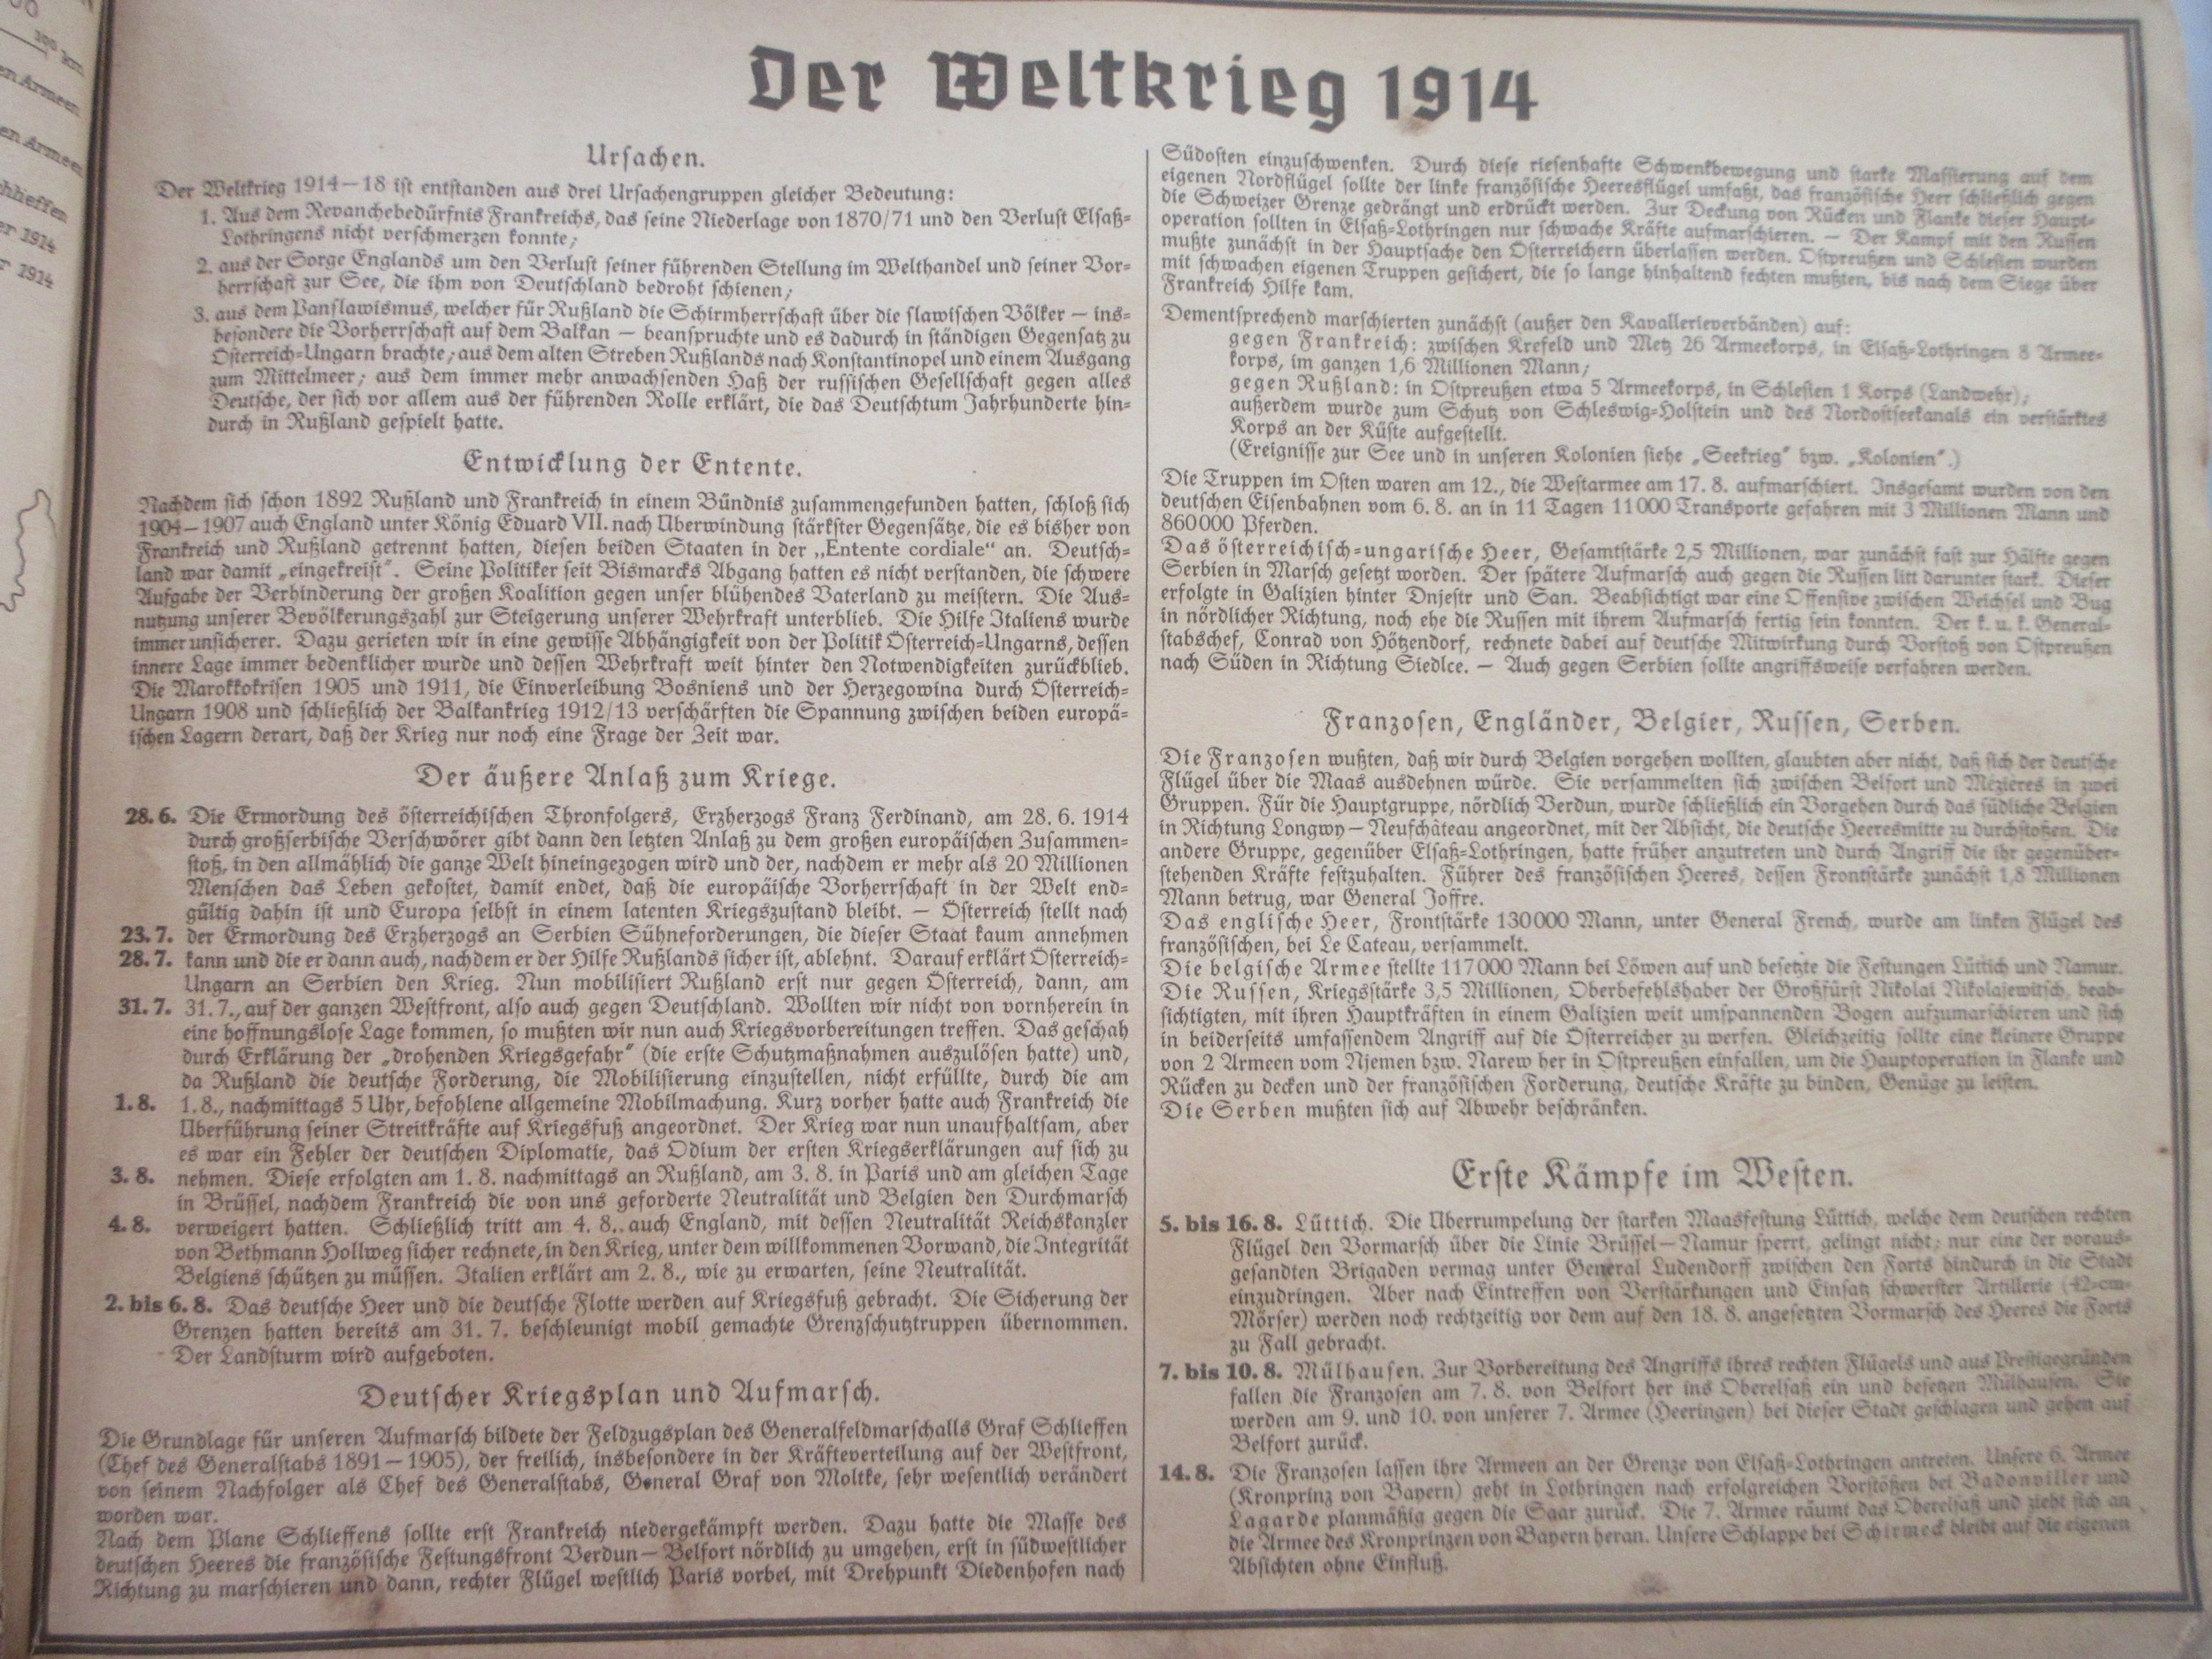 Der Weltkrieg 1914
Ursachen.
Der Weltkrieg 1914–18 ist entstanden aus drei Ursachengruppen gleicher Bedeutung:
1. Aus dem Revanchebedürfnis Frankreichs, das seine Niederlage von 1870/71 und den Verlust Elsaß-
Lothringens nicht verschmerzen konnte;
2. aus der Sorge Englands um den Verlust seiner führenden Stellung im Welthandel und seiner Vor-
herrschaft zur See, die ihm von Deutschland bedroht schienen;
3. aus dem Panslawismus, welcher für Rußland die Schirmherrschaft über die slawischen Völker – ins-
besondere die Vorherrschaft auf dem Balkan – beanspruchte und es dadurch in ständigen Gegensatz zu
Österreich-Ungarn brachte; aus dem alten Streben Rußlands nach Konstantinopel und einem Ausgang
zum Mittelmeer; aus dem immer mehr anwachsenden Haß der russischen Gesellschaft gegen alles
Deutsche, der sich vor allem aus der führenden Rolle erklärt, die das Deutschtum Jahrhunderte hin-
durch in Rußland gespielt hatte.
Entwicklung der Entente.
Nachdem sich schon 1892 Rußland und Frankreich in einem Bündnis zusammengefunden hatten, schloß sich
1904–1907 auch England unter König Eduard VII. nach Überwindung stärkster Gegensätze, die es bisher von
Frankreich und Rußland getrennt hatten, diesen beiden Staaten in der „Entente cordiale“ an. Deutsch-
land war damit „eingekreist“. Seine Politiker seit Bismarcks Abgang hatten es nicht verstanden, die schwere
Aufgabe der Verhinderung der großen Koalition gegen unser blühendes Vaterland zu meistern. Die Aus-
nutzung unserer Bevölkerungszahl zur Steigerung unserer Wehrkraft unterblieb. Die Hilfe Italiens wurde
immer unsicherer. Dazu gerieten wir in eine gewisse Abhängigkeit von der Politik Österreich-Ungarns, dessen
innere Lage immer bedenklicher wurde und dessen Wehrkraft weit hinter den Notwendigkeiten zurückblieb.
Die Marokkokrisen 1905 und 1911, die Einverleibung Bosniens und der Herzegowina durch Österreich-
Ungarn 1908 und schließlich der Balkankrieg 1912/13 verschärften die Spannung zwischen beiden europä-
ischen Lagern derart, daß der Krieg nur noch eine Frage der Zeit war.
Der äußere Anlaß zum Kriege.
28. 6. Die Ermordung des österreichischen Thronfolgers, Erzherzogs Franz Ferdinand, am 28. 6. 1914
durch großserbische Verschwörer gibt dann den letzten Anlaß zu dem großen europäischen Zusammen-
stoß, in den allmählich die ganze Welt hineingezogen wird und der, nachdem er mehr als 20 Millionen
Menschen das Leben gekostet, damit endet, daß die europäische Vorherrschaft in der Welt end-
gültig dahin ist und Europa selbst in einem latenten Kriegszustand bleibt. – Österreich stellt nach
23. 7. der Ermordung des Erzherzogs an Serbien Sühneforderungen, die dieser Staat kaum annehmen
28. 7. kann und die er dann auch, nachdem er der Hilfe Rußlands sicher ist, ablehnt. Darauf erklärt Österreich-
Ungarn an Serbien den Krieg. Nun mobilisiert Rußland erst nur gegen Österreich, dann, am
31. 7. 31. 7., auf der ganzen Westfront, also auch gegen Deutschland. Wollten wir nicht von vornherein in
eine hoffnungslose Lage kommen, so mußten wir nun auch Kriegsvorbereitungen treffen. Das geschah
durch Erklärung der „drohenden Kriegsgefahr“ (die erste Schutzmaßnahmen auszulösen hatte) und,
da Rußland die deutsche Forderung, die Mobilisierung einzustellen, nicht erfüllte, durch die am
1. 8. 1. 8., nachmittags 5 Uhr, befohlene allgemeine Mobilmachung. Kurz vorher hatte auch Frankreich die
Überführung seiner Streitkräfte auf Kriegsfuß angeordnet. Der Krieg war nun unaufhaltsam, aber
es war ein Fehler der deutschen Diplomatie, das Odium der ersten Kriegserklärungen auf sich zu
3. 8. nehmen. Diese erfolgten am 1. 8. nachmittags an Rußland, am 3. 8. in Paris und am gleichen Tage
in Brüssel, nachdem Frankreich die von uns geforderte Neutralität und Belgien den Durchmarsch
4. 8. verweigert hatten. Schließlich tritt am 4. 8., auch England, mit dessen Neutralität Reichskanzler
von Bethmann Hollweg sicher rechnete, in den Krieg, unter dem willkommenen Vorwand, die Integrität
Belgiens schützen zu müssen. Italien erklärt am 2. 8., wie zu erwarten, seine Neutralität.
2. bis 6. 8. Das deutsche Heer und die deutsche Flotte werden auf Kriegsfuß gebracht. Die Sicherung der
Grenzen hatten bereits am 31. 7. beschleunigt mobil gemachte Grenzschutztruppen übernommen.
Der Landsturm wird aufgeboten.
Deutscher Kriegsplan und Aufmarsch.
Die Grundlage für unseren Aufmarsch bildete der Feldzugsplan des Generalfeldmarschalls Graf Schlieffen
(Chef des Generalstabs 1891–1905), der freilich, insbesondere in der Kräfteverteilung auf der Westfront,
von seinem Nachfolger als Chef des Generalstabs, General Graf von Moltke, sehr wesentlich verändert
worden war.
Nach dem Plane Schlieffens sollte erst Frankreich niedergekämpft werden. Dazu hatte die Masse des
deutschen Heeres die französische Festungsfront Verdun–Belfort nördlich zu umgehen, erst in südwestlicher
Richtung zu marschieren und dann, rechter Flügel westlich Paris vorbei, mit Drehpunkt Diedenhofen nach
Südosten einzuschwenken. Durch diese riesenhafte Schwenkbewegung und starke Massierung auf dem
eigenen Nordflügel sollte der linke französische Heeresflügel umfaßt, das französische Heer schließlich gegen
die Schweizer Grenze gedrängt und erdrückt werden. Zur Deckung von Rücken und Flanke dieser Haupt-
operation sollten in Elsaß-Lothringen nur schwache Kräfte aufmarschieren. – Der Kampf mit den Russen
mußte zunächst in der Hauptsache den Österreichern überlassen werden. Ostpreußen und Schlesien wurden
mit schwachen eigenen Truppen gesichert, die so lange hinhaltend fechten mußten, bis nach dem Siege über
Frankreich Hilfe kam.
Dementsprechend marschierten zunächst (außer den Kavallerieverbänden) auf:
gegen Frankreich: zwischen Krefeld und Metz 26 Armeekorps, in Elsaß-Lothringen 8 Armee-
korps, im ganzen 1,6 Millionen Mann;
gegen Rußland: in Ostpreußen etwa 5 Armeekorps, in Schlesien 1 Korps (Landwehr);
außerdem wurde zum Schutz von Schleswig-Holstein und des Nordostseekanals ein verstärktes
Korps an der Küste aufgestellt.
(Ereignisse zur See und in unseren Kolonien siehe „Seekrieg“ bzw. „Kolonien“.)
Die Truppen im Osten waren am 12., die Westarmee am 17. 8. aufmarschiert. Insgesamt wurden von den
deutschen Eisenbahnen vom 6. 8. an in 11 Tagen 11 000 Transporte gefahren mit 3 Millionen Mann und
860 000 Pferden.
Das österreichisch-ungarische Heer, Gesamtstärke 2,5 Millionen, war zunächst fast zur Hälfte gegen
Serbien in Marsch gesetzt worden. Der spätere Aufmarsch auch gegen die Russen litt darunter stark. Dieser
erfolgte in Galizien hinter Dnjestr und San. Beabsichtigt war eine Offensive zwischen Weichsel und Bug
in nördlicher Richtung, noch ehe die Russen mit ihrem Aufmarsch fertig sein konnten. Der k. u. k. General-
stabschef, Conrad von Hötzendorf, rechnete dabei auf deutsche Mitwirkung durch Vorstoß von Ostpreußen
nach Süden in Richtung Siedlce. – Auch gegen Serbien sollte angriffsweise verfahren werden.
Franzosen, Engländer, Belgier, Russen, Serben.
Die Franzosen wußten, daß wir durch Belgien vorgehen wollten, glaubten aber nicht, daß sich der deutsche
Flügel über die Maas ausdehnen würde. Sie versammelten sich zwischen Belfort und Mézières in zwei
Gruppen. Für die Hauptgruppe, nördlich Verdun, wurde schließlich ein Vorgehen durch das südliche Belgien
in Richtung Longwy–Neufchâteau angeordnet, mit der Absicht, die deutsche Heeresmitte zu durchstoßen. Die
andere Gruppe, gegenüber Elsaß-Lothringen, hatte früher anzutreten und durch Angriff die ihr gegenüber-
stehenden Kräfte festzuhalten. Führer des französischen Heeres, dessen Frontstärke zunächst 1,8 Millionen
Mann betrug, war General Joffre.
Das englische Heer, Frontstärke 130 000 Mann, unter General French, wurde am linken Flügel des
französischen, bei Le Cateau, versammelt.
Die belgische Armee stellte 117 000 Mann bei Löwen auf und besetzte die Festungen Lüttich und Namur.
Die Russen, Kriegsstärke 3,5 Millionen, Oberbefehlshaber der Großfürst Nikolai Nikolajewitsch, beab-
sichtigten, mit ihren Hauptkräften in einem Galizien weit umspannenden Bogen aufzumarschieren und sich
in beiderseits umfassendem Angriff auf die Österreicher zu werfen. Gleichzeitig sollte eine kleinere Gruppe
von 2 Armeen vom Njemen bzw. Narew her in Ostpreußen einfallen, um die Hauptoperation in Flanke und
Rücken zu decken und der französischen Forderung, deutsche Kräfte zu binden, Genüge zu leisten.
Die Serben mußten sich auf Abwehr beschränken.
Erste Kämpfe im Westen.
5. bis 16. 8. Lüttich. Die Überrumpelung der starken Maasfestung Lüttich, welche dem deutschen rechten
Flügel den Vormarsch über die Linie Brüssel–Namur sperrt, gelingt nicht; nur eine der voraus-
gesandten Brigaden vermag unter General Ludendorff zwischen den Forts hindurch in die Stadt
einzudringen. Aber nach Eintreffen von Verstärkungen und Einsatz schwerster Artillerie (42-cm-
Mörser) werden noch rechtzeitig vor dem auf den 18. 8. angesetzten Vormarsch des Heeres die Forts
zu Fall gebracht.
7. bis 10. 8. Mülhausen. Zur Vorbereitung des Angriffs ihres rechten Flügels und aus Prestigegründen
fallen die Franzosen am 7. 8. von Belfort her ins Oberelsaß ein und besetzen Mülhausen. Sie
werden am 9. und 10. von unserer 7. Armee (Heeringen) bei dieser Stadt geschlagen und gehen auf
Belfort zurück.
14. 8. Die Franzosen lassen ihre Armeen an der Grenze von Elsaß-Lothringen antreten. Unsere 6. Armee
(Kronprinz von Bayern) geht in Lothringen nach erfolgreichen Vorstößen bei Badonviller und
Lagarde planmäßig gegen die Saar zurück. Die 7. Armee räumt das Oberelsaß und zieht sich an
die Armee des Kronprinzen von Bayern heran. Unsere Schlappe bei Schirmeck bleibt auf die eigenen
Absichten ohne Einfluß.